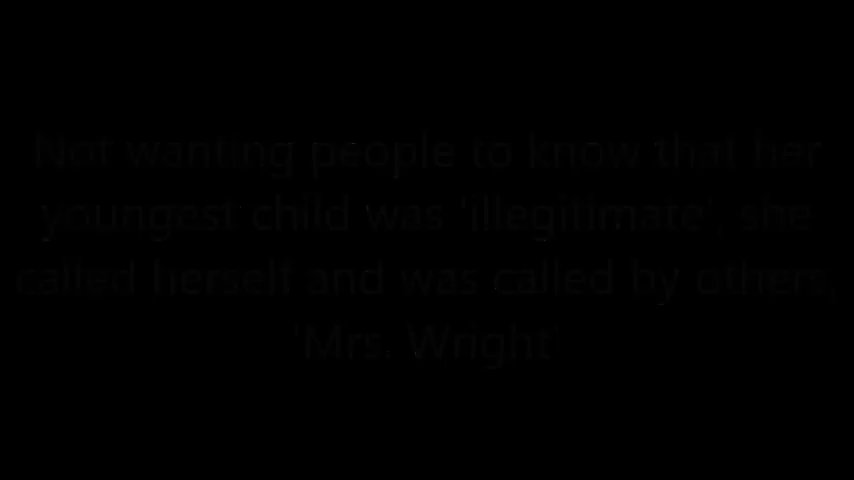 Not wanting people to know that her
youngest child was 'illegitimate', she
called herself and was called by others,
'Mrs. Wright'